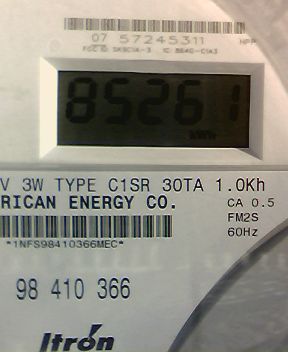 07 57245311
85261
kWh
V 3W TYPE C1SR 30TA 1.0Kh
RICAN ENERGY CO.
CA 0.5
FM2S
60Hz
*1NFS98410366MEC*
98 410 366
Itrón